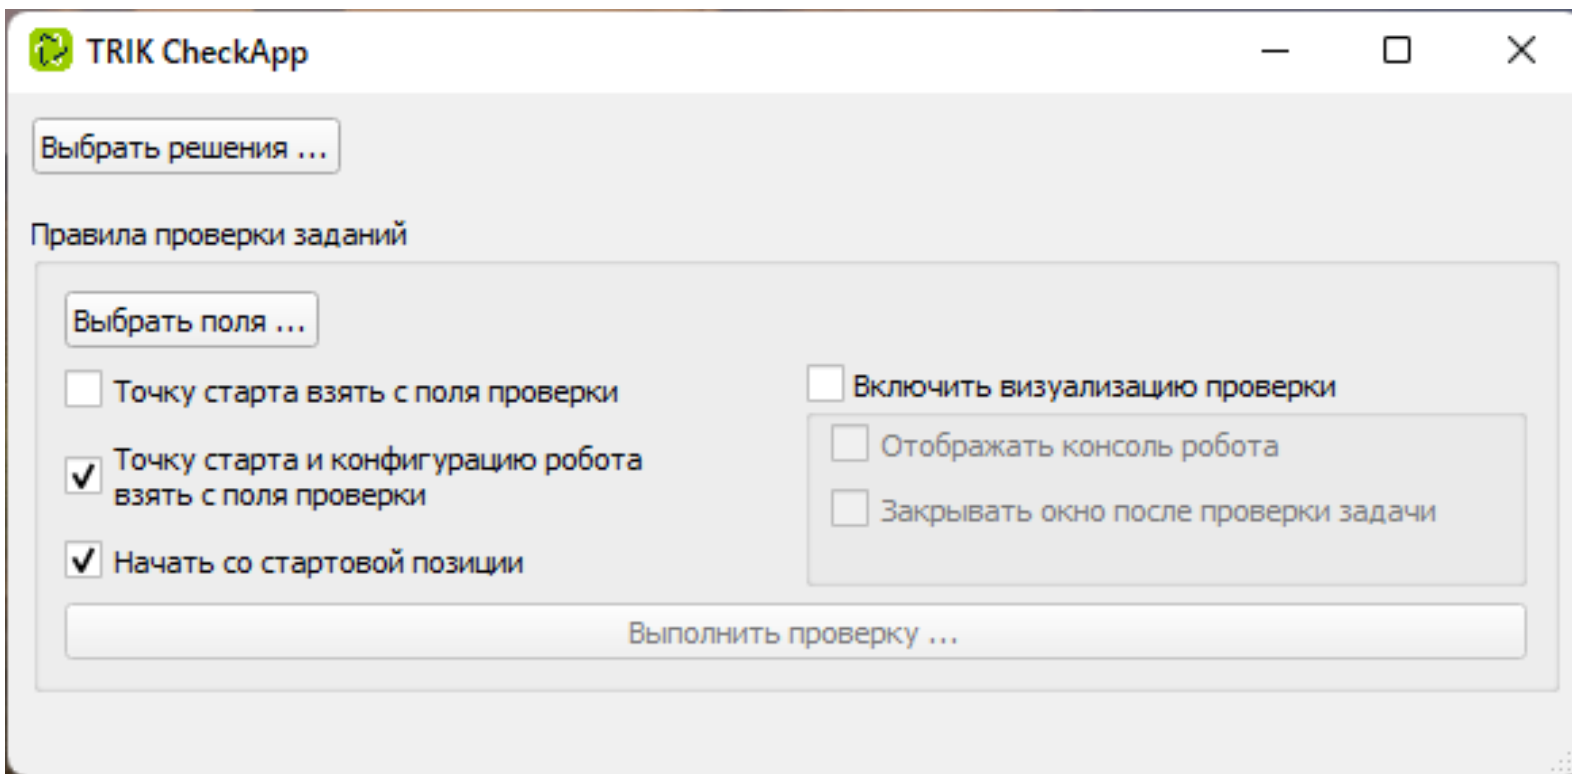 TRIK CheckApp
Выбрать решения ...
Правила проверки заданий
Выбрать поля ...
Точку старта взять с поля проверки
Точку старта и конфигурацию робота
взять с поля проверки
Начать со стартовой позиции
Включить визуализацию проверки
Отображать консоль робота
Закрывать окно после проверки задачи
Выполнить проверку ...